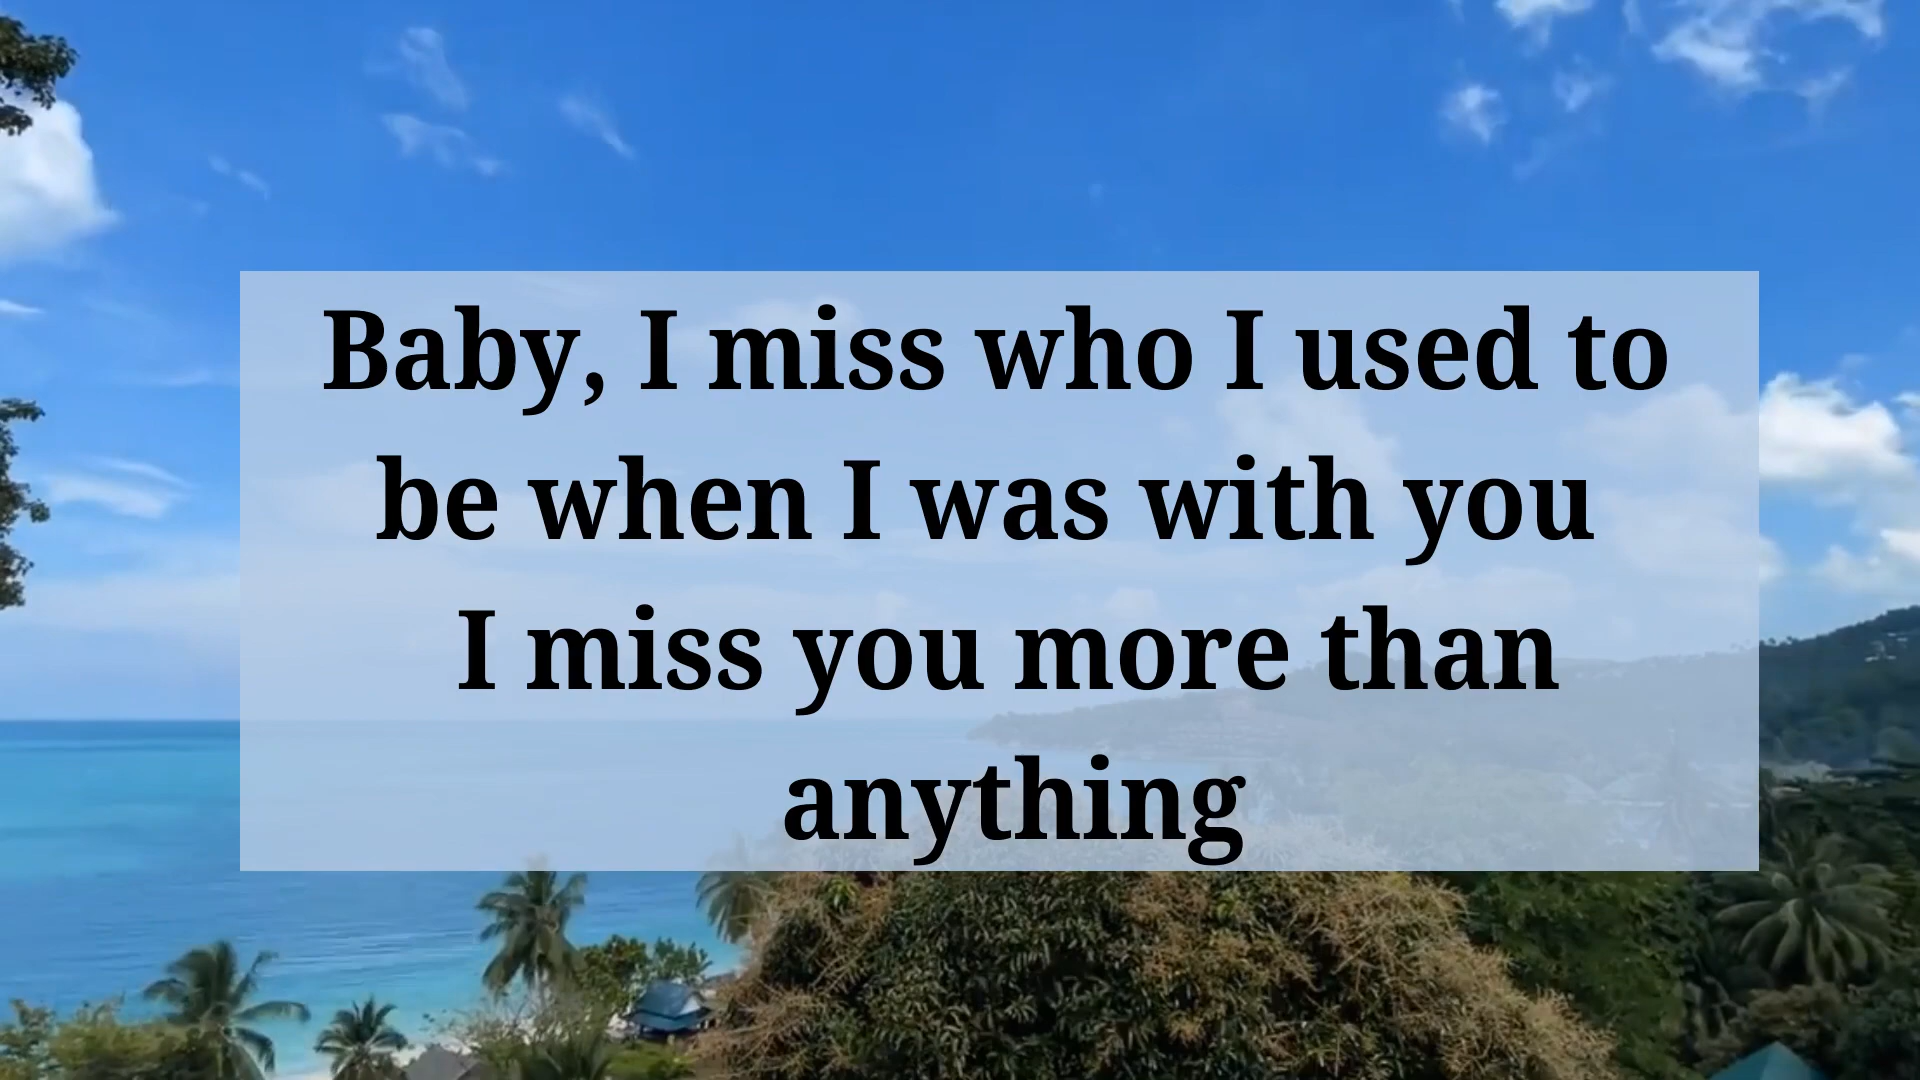 Baby, I miss who I used to
be when I was with you
I miss you more than
anything